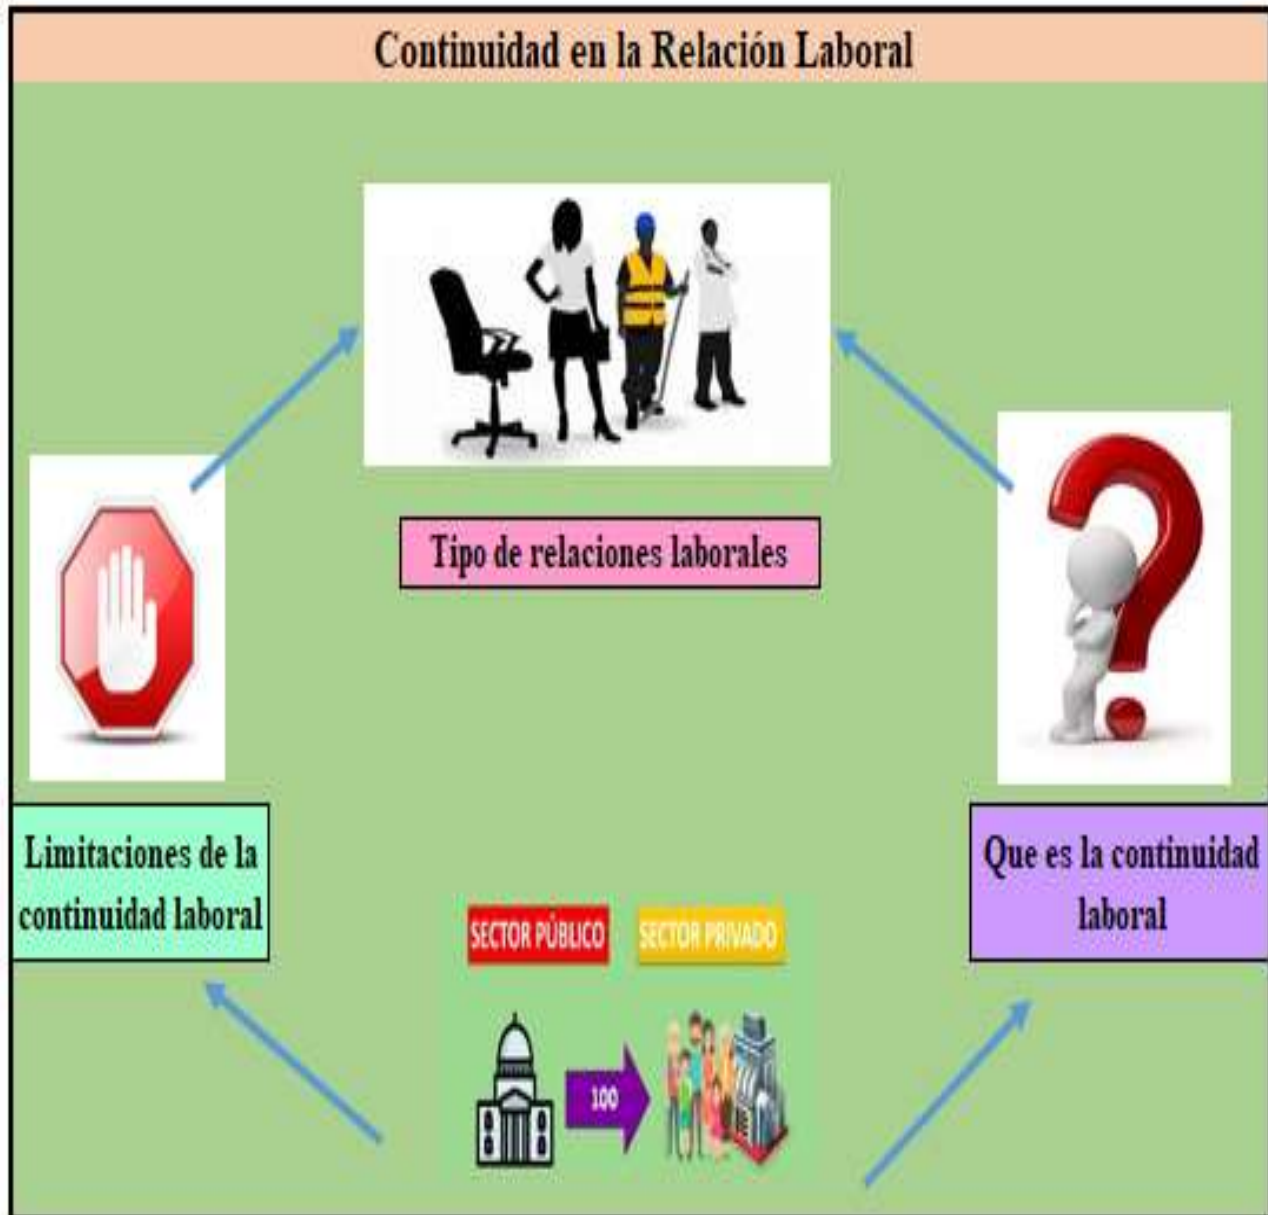 Continuidad en la Relación Laboral
Tipo de relaciones laborales
Limitaciones de la
continuidad laboral
Que es la continuidad
laboral
SECTOR PÚBLICO
SECTOR PRIVADO
100